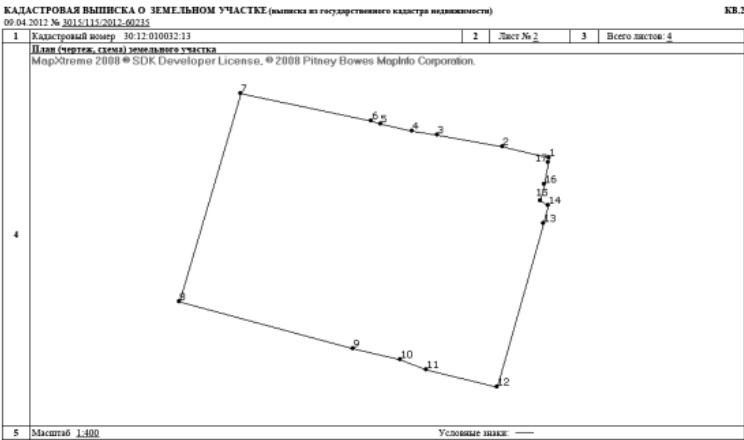 КАДАСТРОВАЯ ВЫПИСКА О ЗЕМЕЛЬНОМ УЧАСТКЕ (выписка из государственного кадастра недвижимости) КВ.2
09.04.2012 № 3015/115/2012-60235
1 Кадастровый номер 30:12:010032:13 2 Лист № 2 3 Всего листов: 4
План (чертеж, схема) земельного участка
MapXtreme 2008 ® SDK Developer License, © 2008 Pitney Bowes MapInfo Corporation.
7
6 5 4 3
2
1
17
16
15
14
13
4
8
9
10
11
12
5 Масштаб 1:400 Условные знаки: —